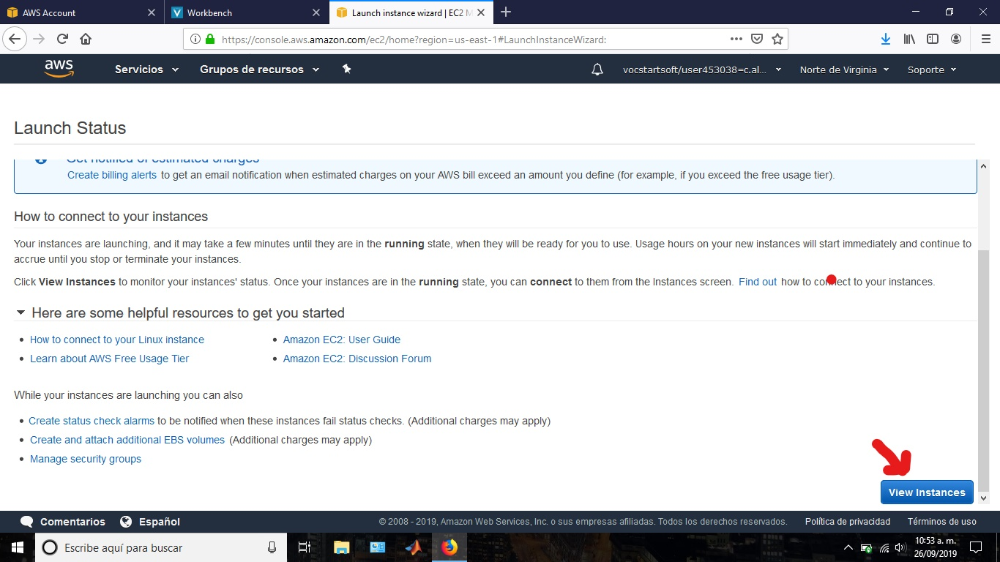 AWS Account
Workbench
Launch instance wizard | EC2 M
https://console.aws.amazon.com/ec2/home?region=us-east-1#LaunchInstanceWizard:
aws
Servicios
Grupos de recursos
vocstartsoft/user453038=c.al...
Norte de Virginia
Soporte
Launch Status
Get notified of estimated charges
Create billing alerts to get an email notification when estimated charges on your AWS bill exceed an amount you define (for example, if you exceed the free usage tier).
How to connect to your instances
Your instances are launching, and it may take a few minutes until they are in the running state, when they will be ready for you to use. Usage hours on your new instances will start immediately and continue to
accrue until you stop or terminate your instances.
Click View Instances to monitor your instances' status. Once your instances are in the running state, you can connect to them from the Instances screen. Find out how to connect to your instances.
Here are some helpful resources to get you started
• How to connect to your Linux instance
• Amazon EC2: User Guide
• Learn about AWS Free Usage Tier
• Amazon EC2: Discussion Forum
While your instances are launching you can also
• Create status check alarms to be notified when these instances fail status checks. (Additional charges may apply)
• Create and attach additional EBS volumes (Additional charges may apply)
• Manage security groups
View Instances
Comentarios
Español
© 2008 - 2019, Amazon Web Services, Inc. o sus empresas afiliadas. Todos los derechos reservados.
Política de privacidad
Términos de uso
Escribe aquí para buscar
10:53 a. m.
26/09/2019